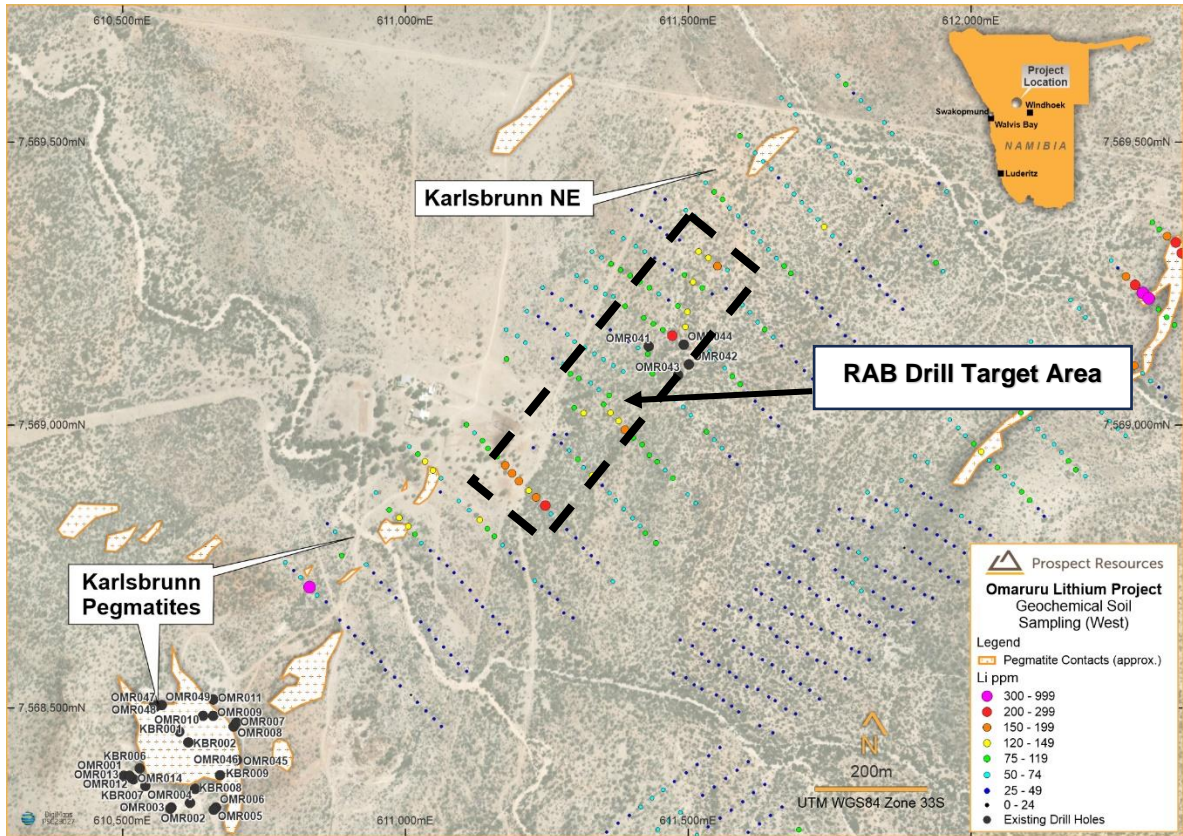 610,500mE
611,000mE
611,500mE
612,000mE
7,569,500mN
7,569,500mN
Project
Location
Swakopmund
Windhoek
Walvis Bay
NAMIBIA
Luderitz
Karlsbrunn NE
OMR041
OMR044
OMR042
OMR043
RAB Drill Target Area
7,569,000mN
7,569,000mN
Karlsbrunn
Pegmatites
OMR047
OMR049
OMR011
OMR048
OMR009
OMR010
OMR007
KBR001
OMR008
KBR002
KBR006
OMR046
OMR045
OMR001
OMR013
OMR014
KBR009
OMR012
KBR008
KBR007
OMR004
OMR006
OMR003
OMR002
OMR005
7,568,500mN
N
200m
UTM WGS84 Zone 33S
Prospect Resources
Omaruru Lithium Project
Geochemical Soil
Sampling (West)
Legend
Pegmatite Contacts (approx.)
Li ppm
300 - 999
200 - 299
150 - 199
120 - 149
75 - 119
50 - 74
25 - 49
0 - 24
Existing Drill Holes
DigiMaps
610,500mE
611,000mE
611,500mE